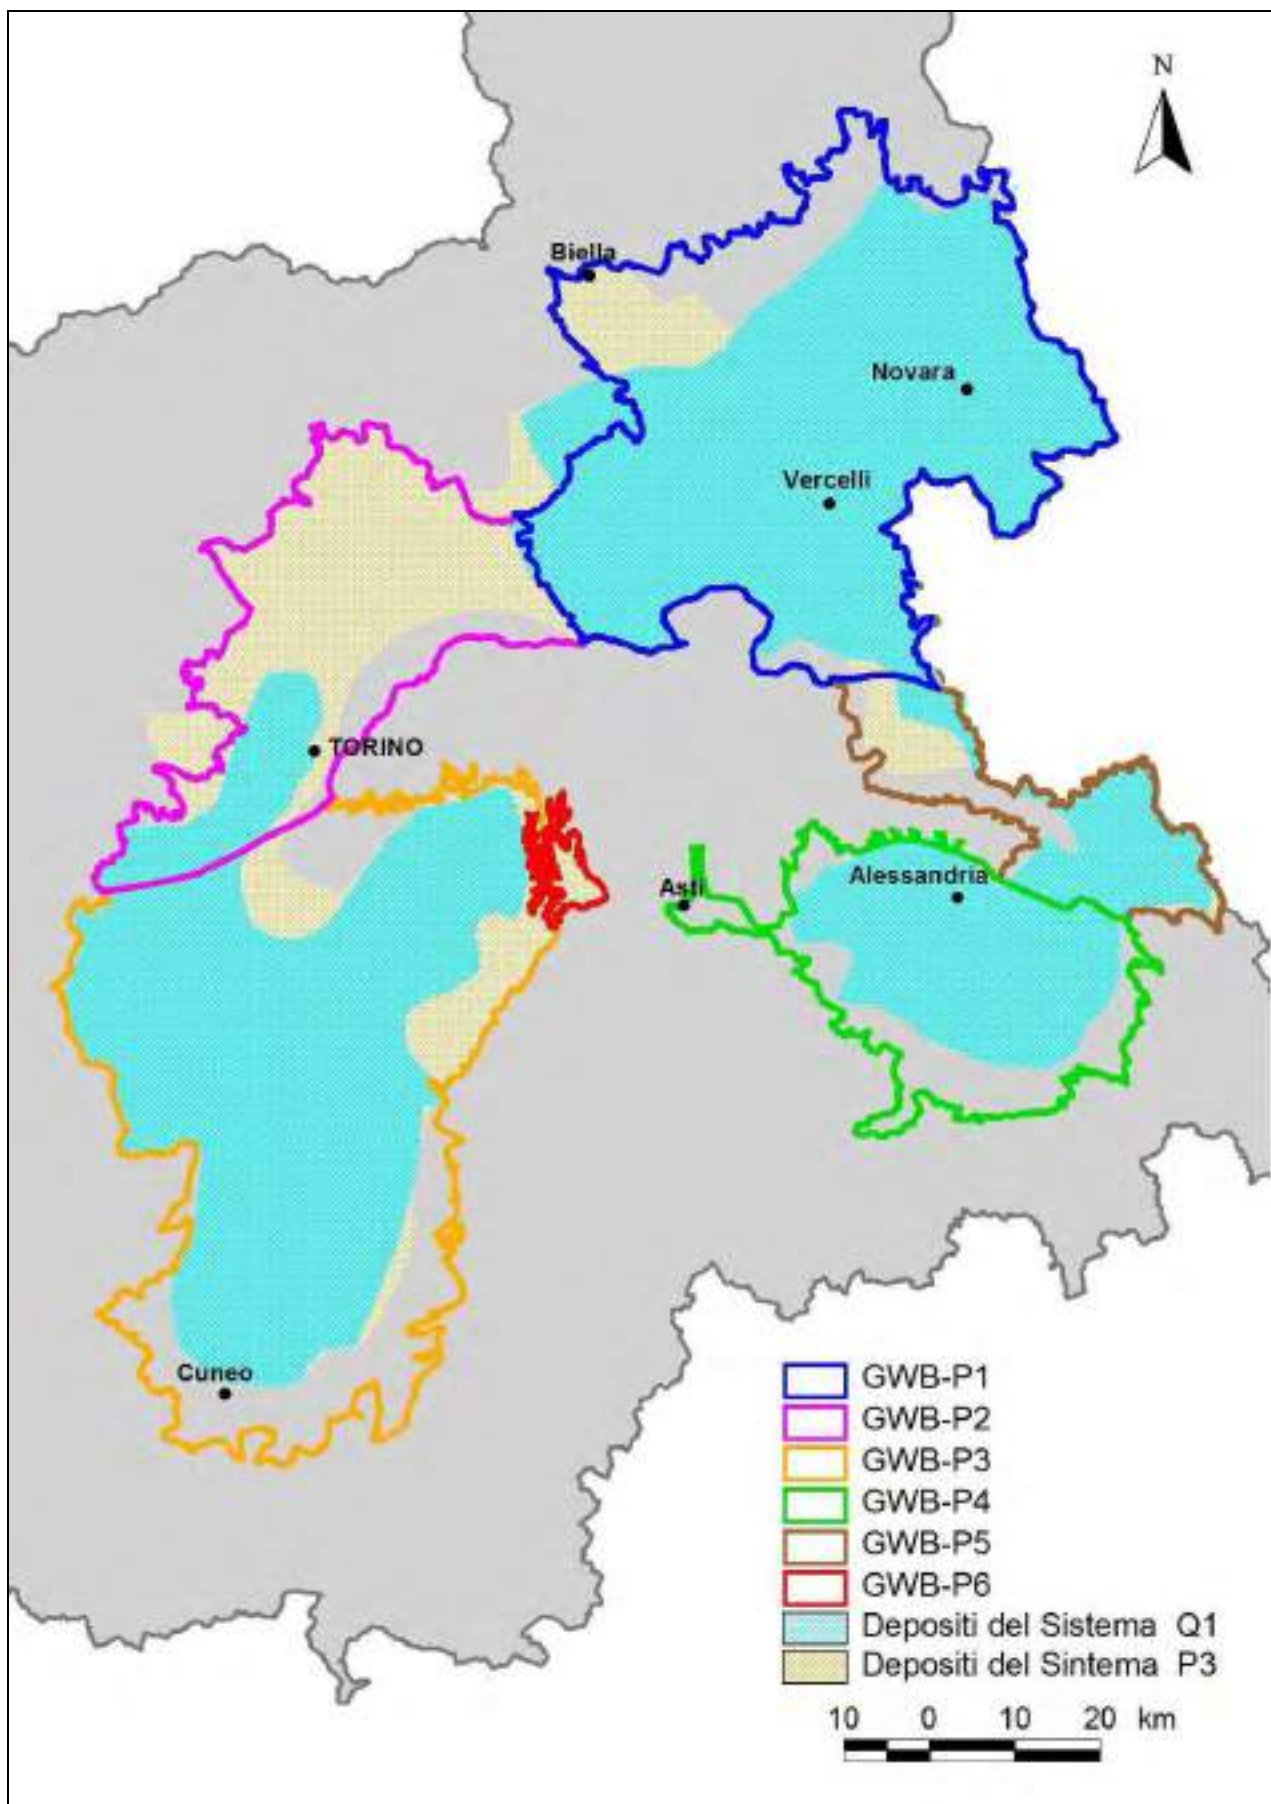 N
Biella
Novara
Vercelli
TORINO
Alessandria
Asti
Cuneo
GWB-P1
GWB-P2
GWB-P3
GWB-P4
GWB-P5
GWB-P6
Depositi del Sistema Q1
Depositi del Sintema P3
10 0 10 20 km